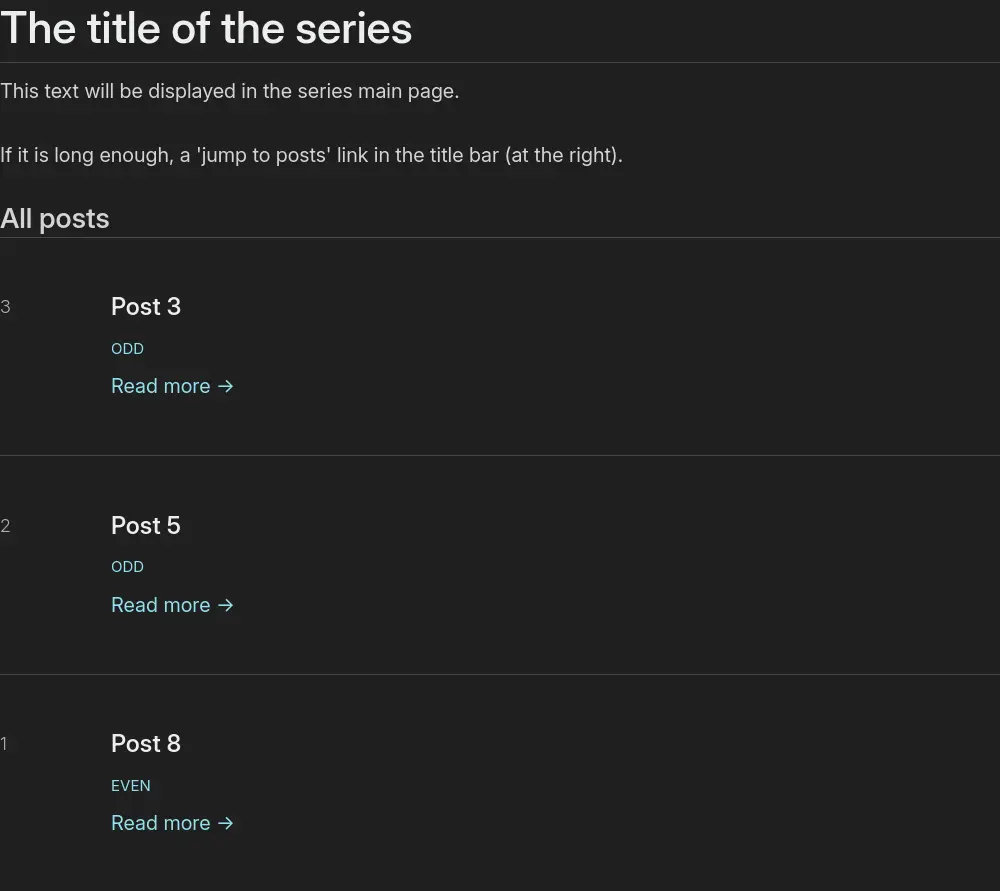 The title of the series
This text will be displayed in the series main page.
If it is long enough, a 'jump to posts' link in the title bar (at the right).
All posts
3
Post 3
ODD
Read more →
2
Post 5
ODD
Read more →
1
Post 8
EVEN
Read more →